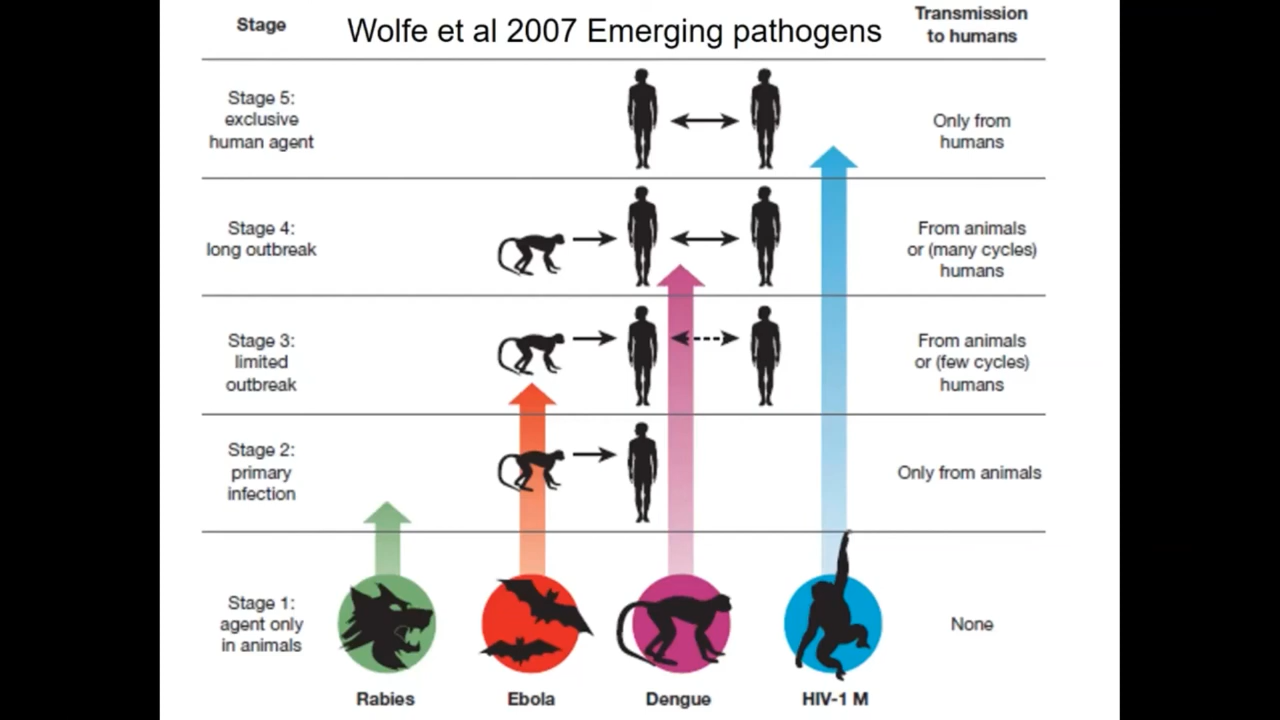 Stage
Wolfe et al 2007 Emerging pathogens
Transmission
to humans
Stage 5:
exclusive
human agent
Only from
humans
Stage 4:
long outbreak
From animals
or (many cycles)
humans
Stage 3:
limited
outbreak
From animals
or (few cycles)
humans
Stage 2:
primary
infection
Only from animals
Stage 1:
agent only
in animals
None
Rabies
Ebola
Dengue
HIV-1 M